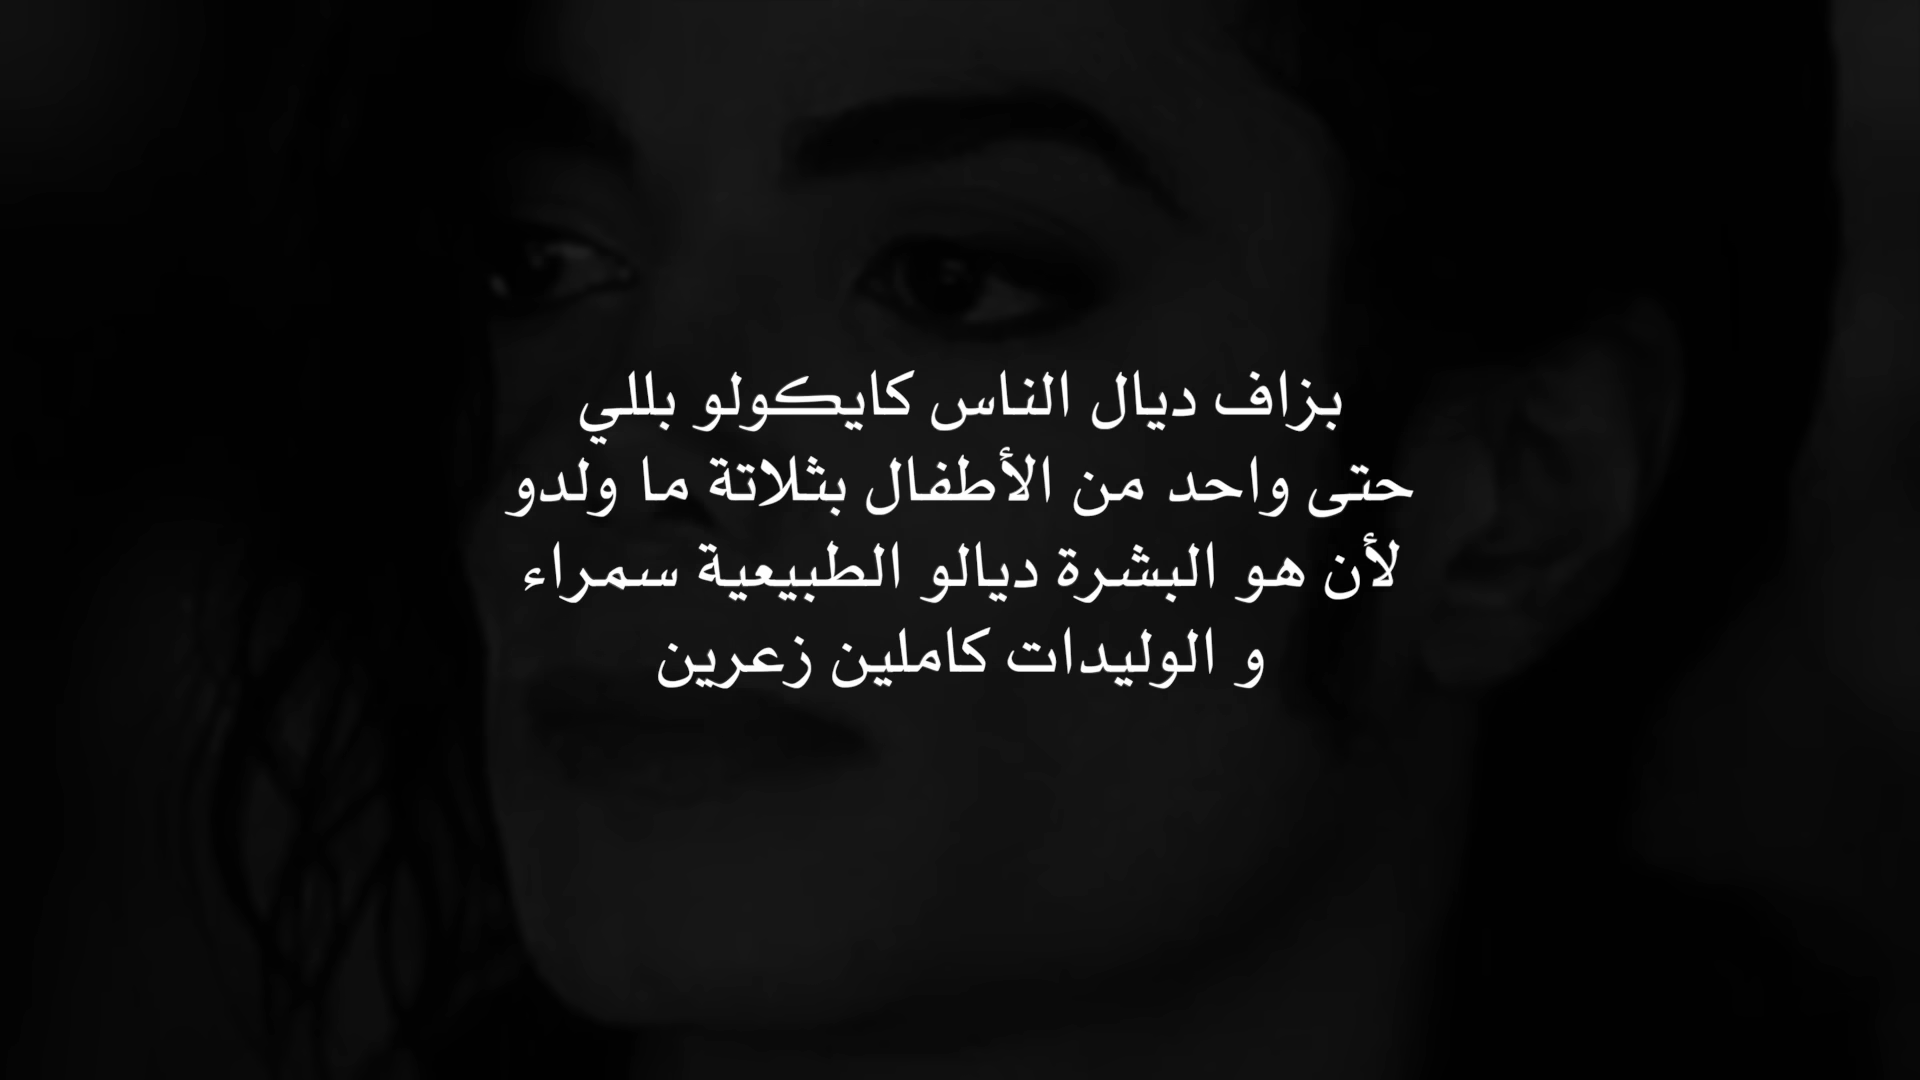 بزاف ديال الناس كايكولو بللي
حتى واحد من الأطفال بثلاتة ما ولدو
لأن هو البشرة ديالو الطبيعية سمراء
و الوليدات كاملين زعرين